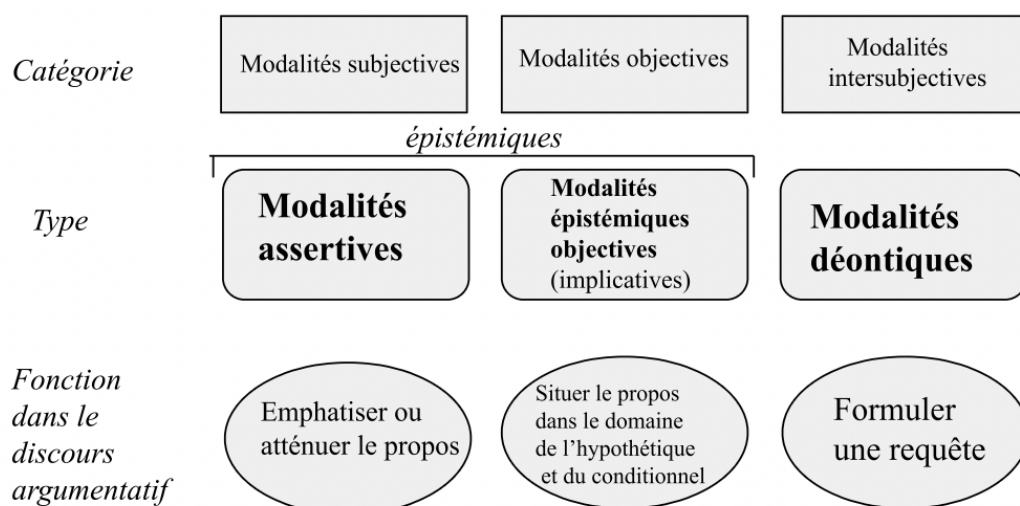 Catégorie
Modalités subjectives
Modalités objectives
Modalités
intersubjectives
épistémiques
Type
Modalités
assertives
Modalités
épistémiques
objectives
(implicatives)
Modalités
déontiques
Fonction
dans le
discours
argumentatif
Emphatiser ou
atténuer le propos
Situer le propos
dans le domaine
de l’hypothétique
et du conditionnel
Formuler
une requête